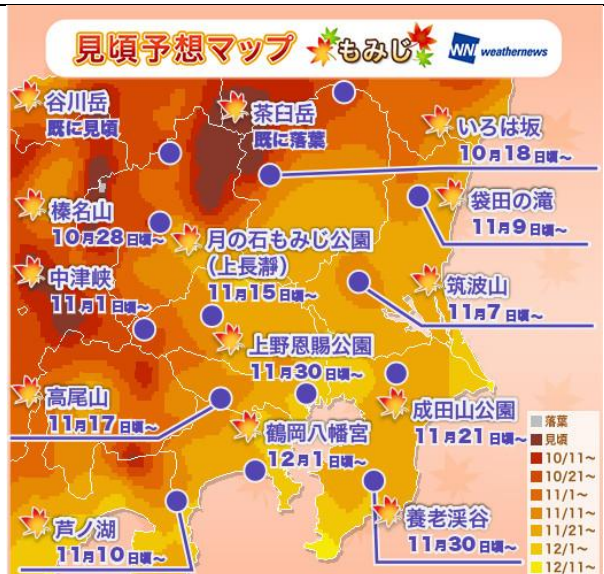 見頃予想マップ もみじ WN weathernews
谷川岳
既に見頃
茶臼岳
既に落葉
いろは坂
10月18日頃~
榛名山
10月28日頃~
月の石もみじ公園
(上長瀞)
11月15日頃~
袋田の滝
11月9日頃~
中津峡
11月1日頃~
筑波山
11月7日頃~
上野恩賜公園
11月30日頃~
高尾山
11月17日頃~
鶴岡八幡宮
12月1日頃~
成田山公園
11月21日頃~
芦ノ湖
11月10日頃~
養老渓谷
11月30日頃~
落葉
見頃
10/11~
10/21~
11/1~
11/11~
11/21~
12/1~
12/11~